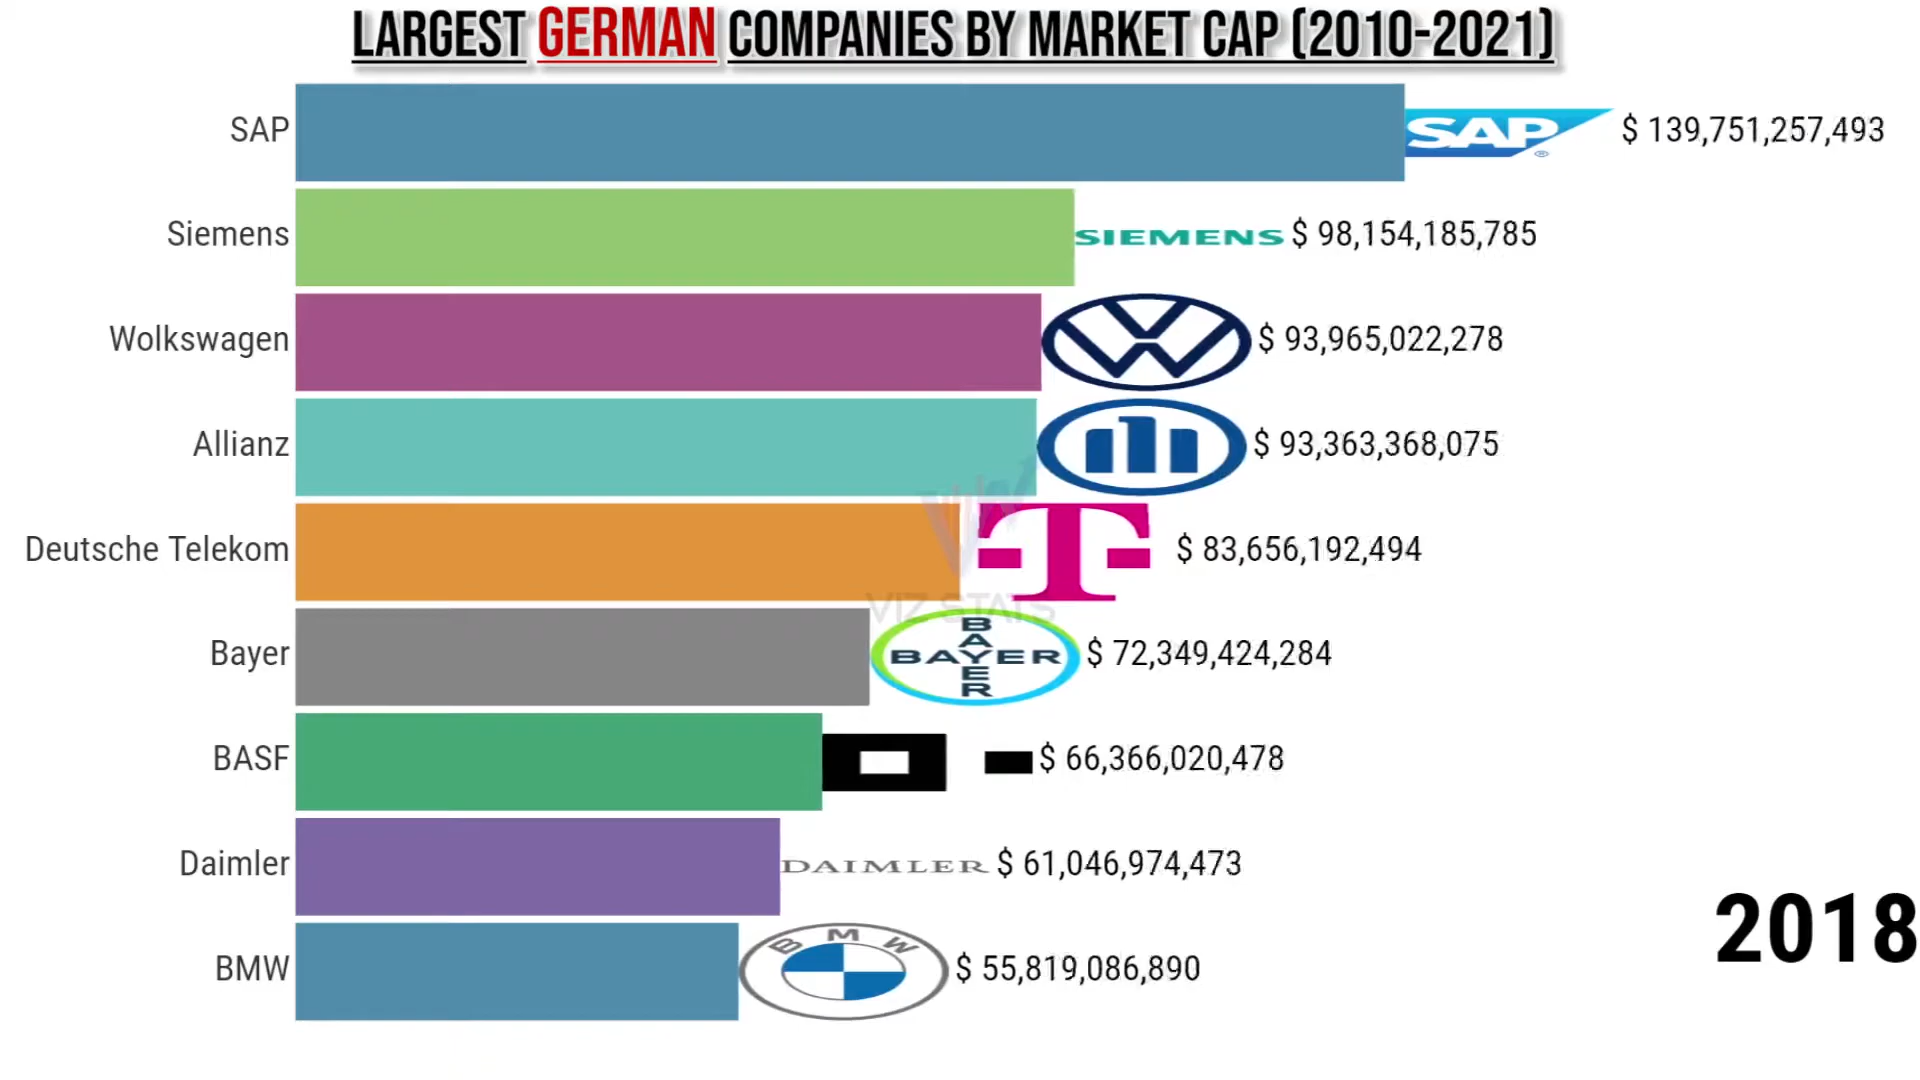 LARGEST GERMAN COMPANIES BY MARKET CAP (2010-2021)
SAP SAP ® $ 139,751,257,493
Siemens SIEMENS $ 98,154,185,785
Wolkswagen $ 93,965,022,278
Allianz $ 93,363,368,075
Deutsche Telekom T $ 83,656,192,494
VIZ STATS
Bayer BAYER BAYER $ 72,349,424,284
BASF $ 66,366,020,478
Daimler DAIMLER $ 61,046,974,473
BMW BMW $ 55,819,086,890
2018